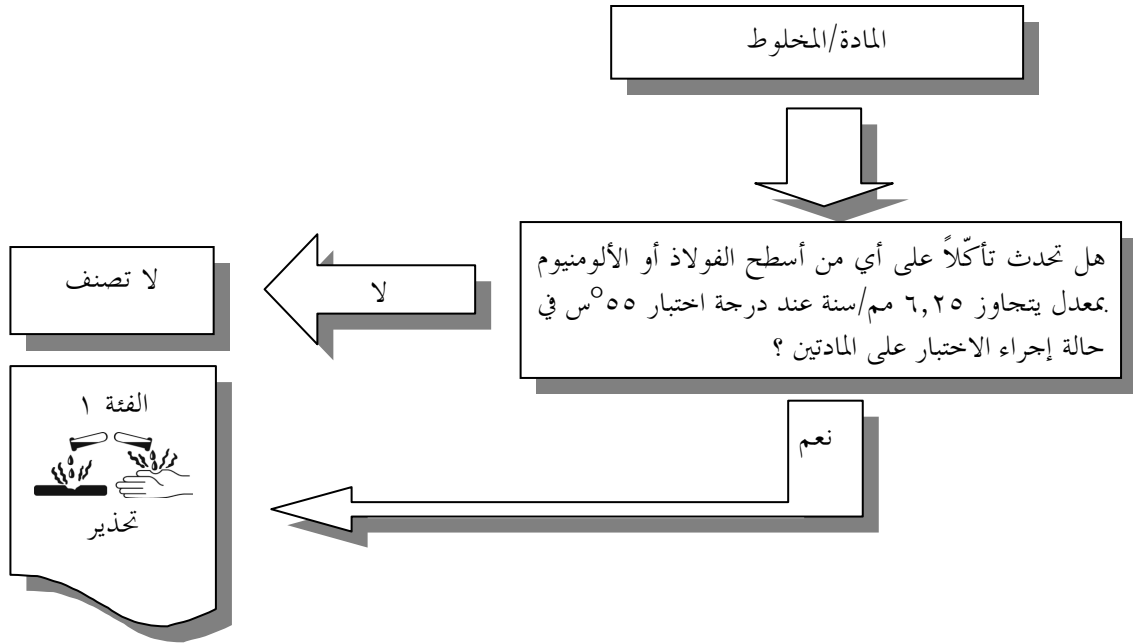 المادة/المخلوط
هل تحدث تأكّلاً على أي من أسطح الفولاذ أو الألومنيوم
بمعدل يتجاوز ٦,٢٥ مم/سنة عند درجة اختبار ٥٥°س في
حالة إجراء الاختبار على المادتين ؟
لا
لا تصنف
نعم
الفئة ١
تحذير